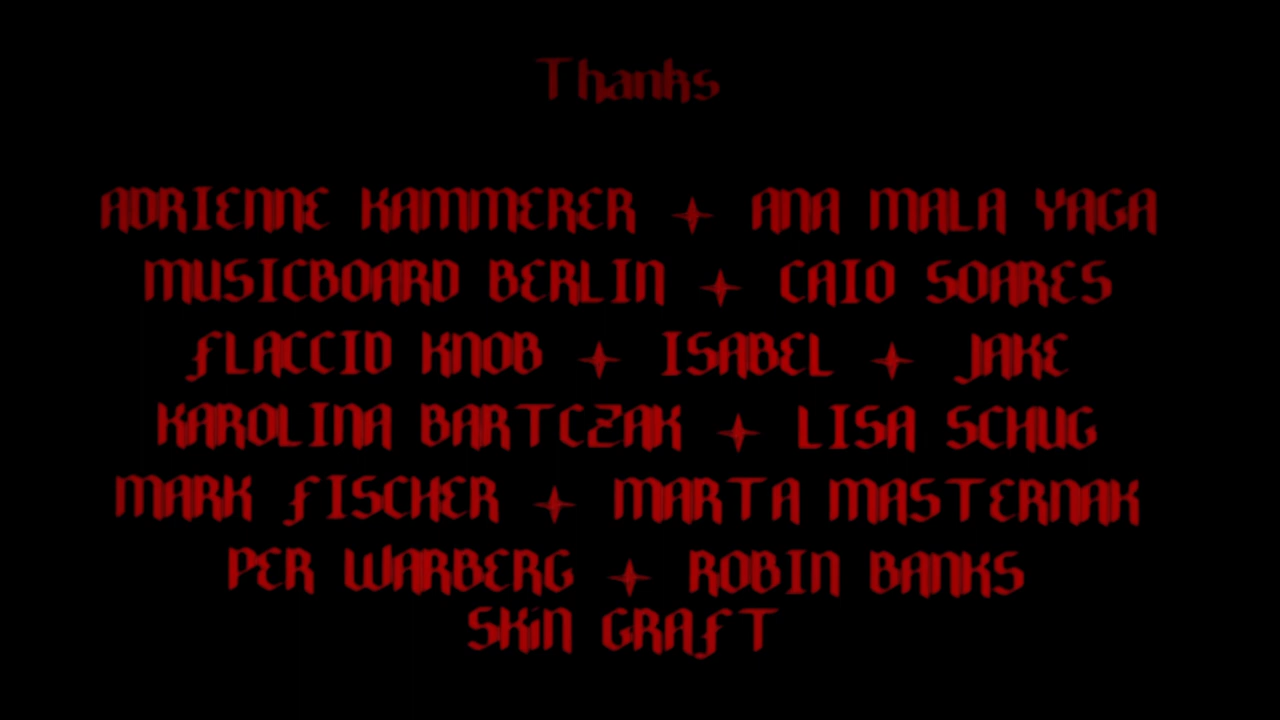 Thanks
ADRIENNE KAMMERER ✦ ANA MALA YAGA
MUSICBOARD BERLIN ✦ CAIO SOARES
FLACCID KNOB ✦ ISABEL ✦ JAKE
KAROLINA BARTCZAK ✦ LISA SCHUG
MARK FISCHER ✦ MARTA MASTERNAK
PER WARBERG ✦ ROBIN BANKS
SKiN GRAFT